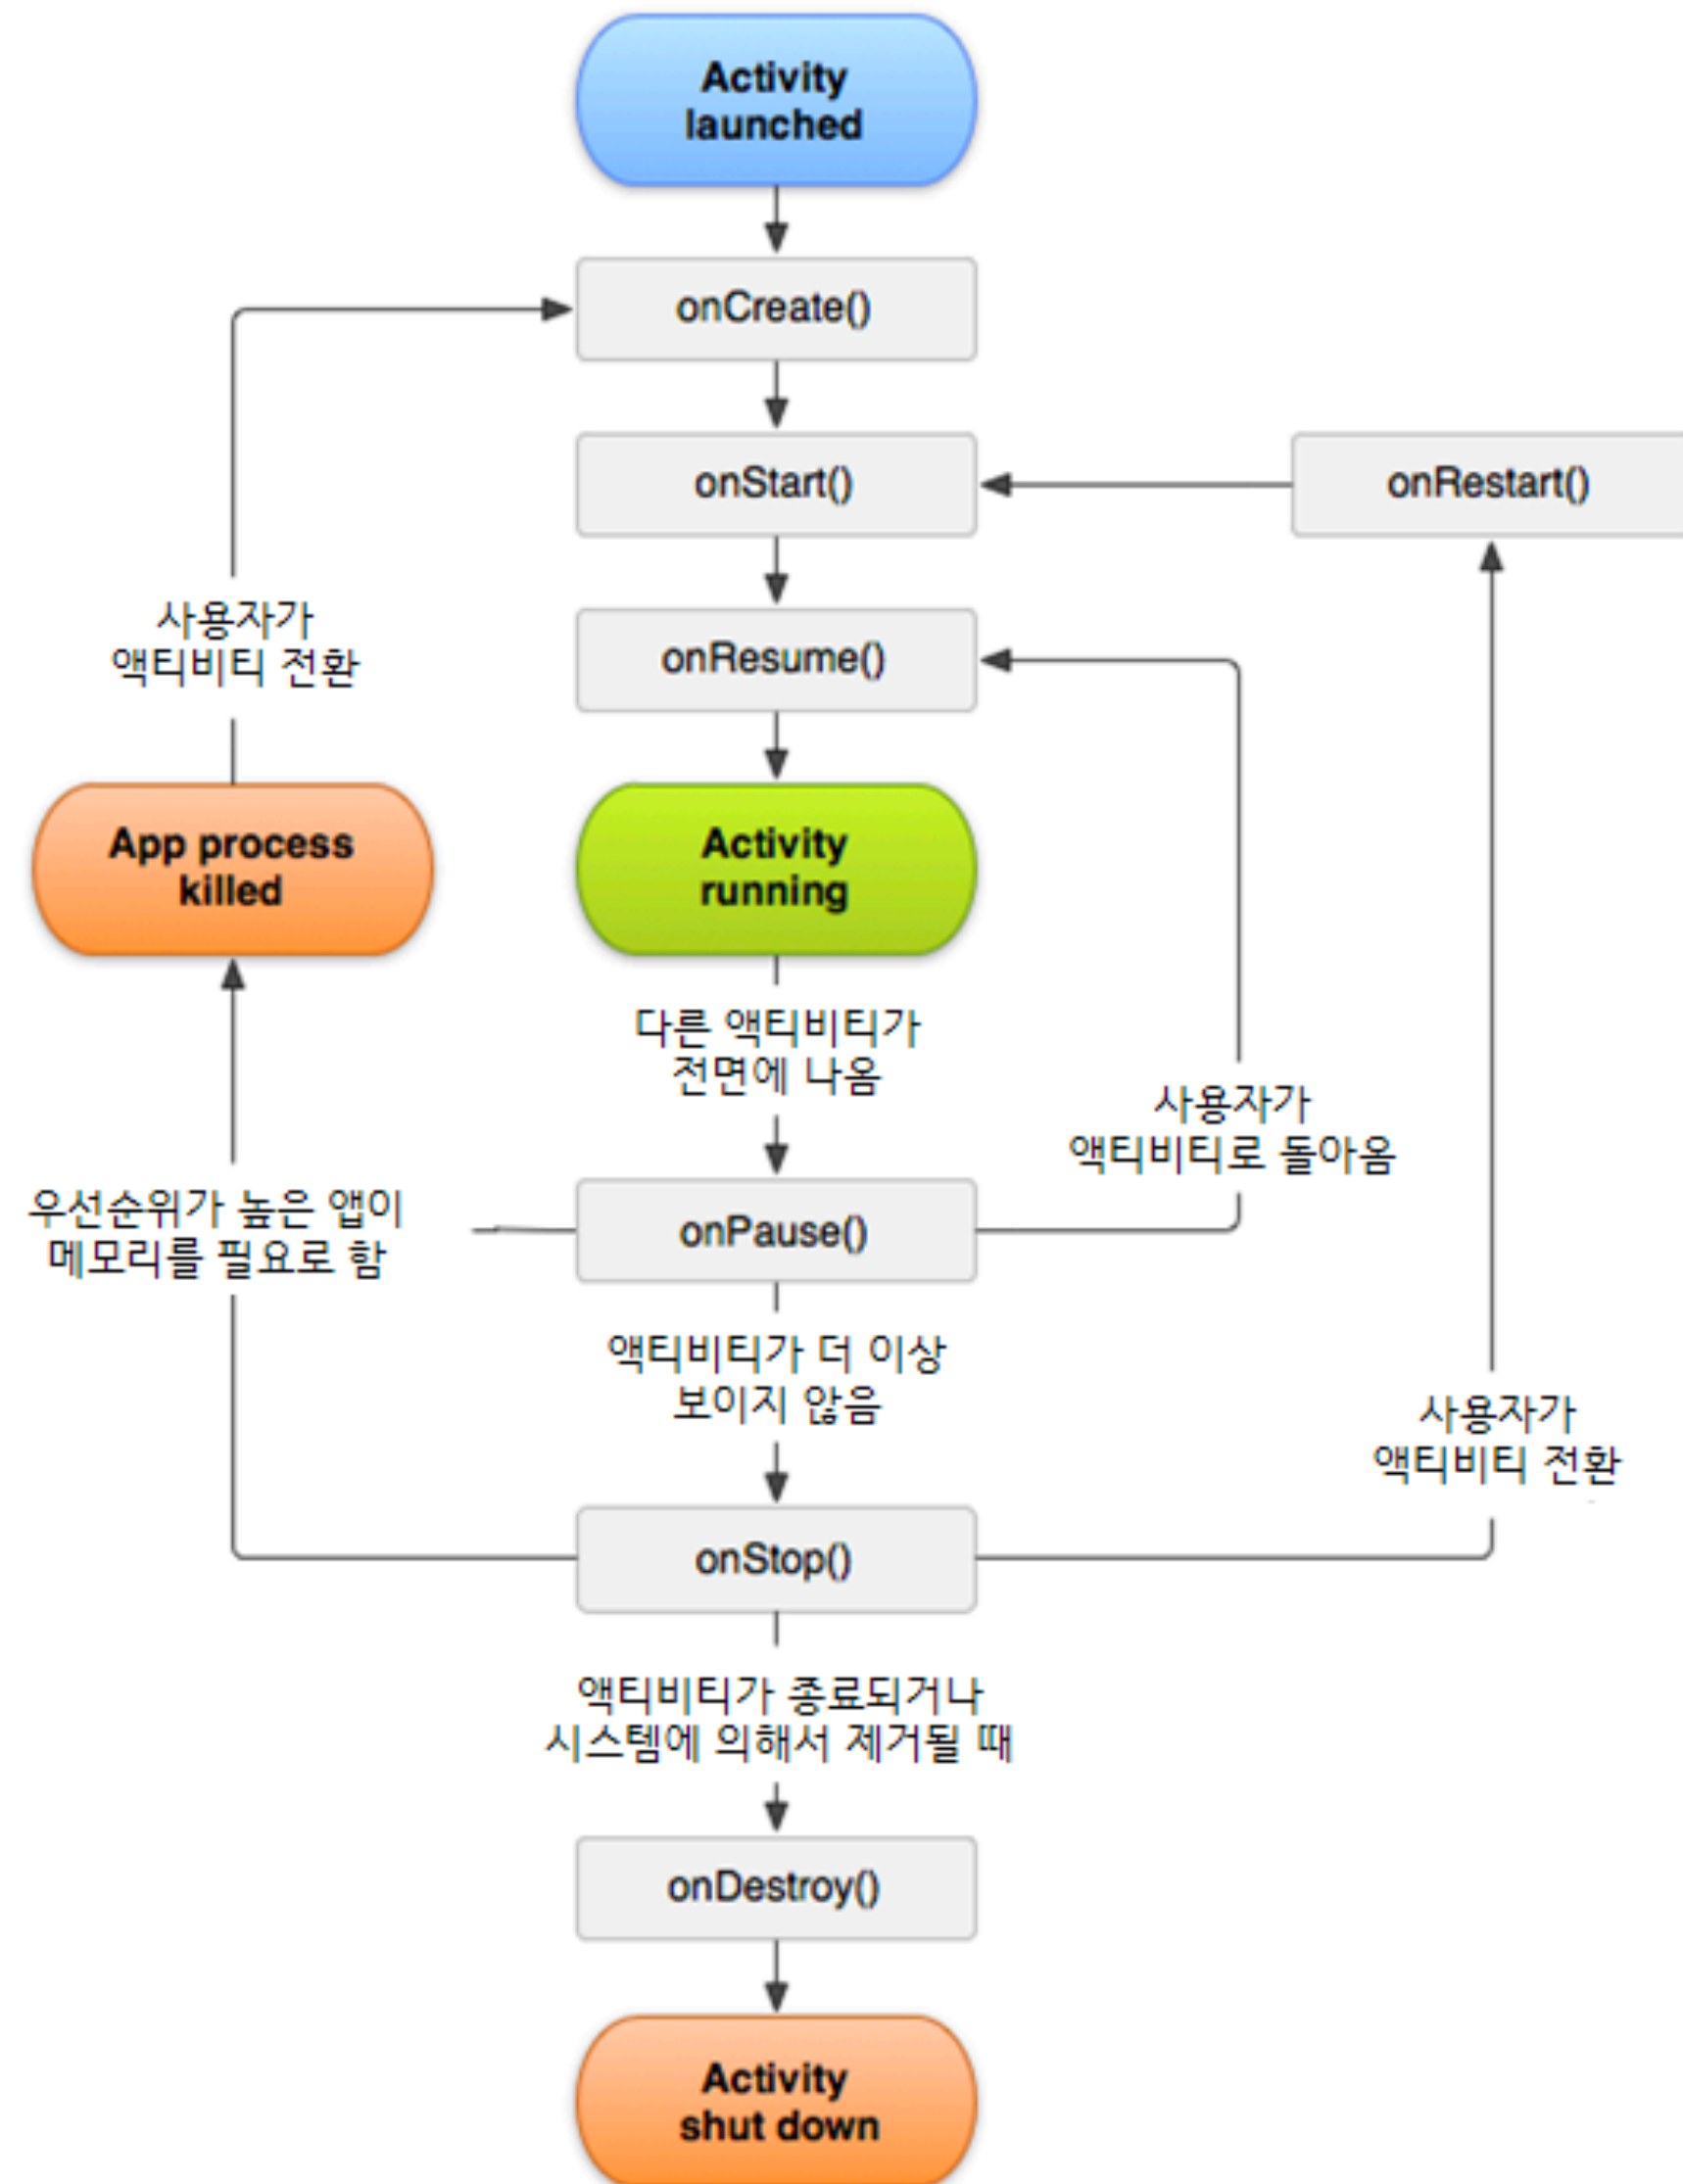 Activity
launched
onCreate()
onStart()
onRestart()
사용자가
액티비티 전환
onResume()
App process
killed
Activity
running
다른 액티비티가
전면에 나옴
사용자가
액티비티로 돌아옴
우선순위가 높은 앱이
메모리를 필요로 함
onPause()
액티비티가 더 이상
보이지 않음
사용자가
액티비티 전환
onStop()
액티비티가 종료되거나
시스템에 의해서 제거될 때
onDestroy()
Activity
shut down